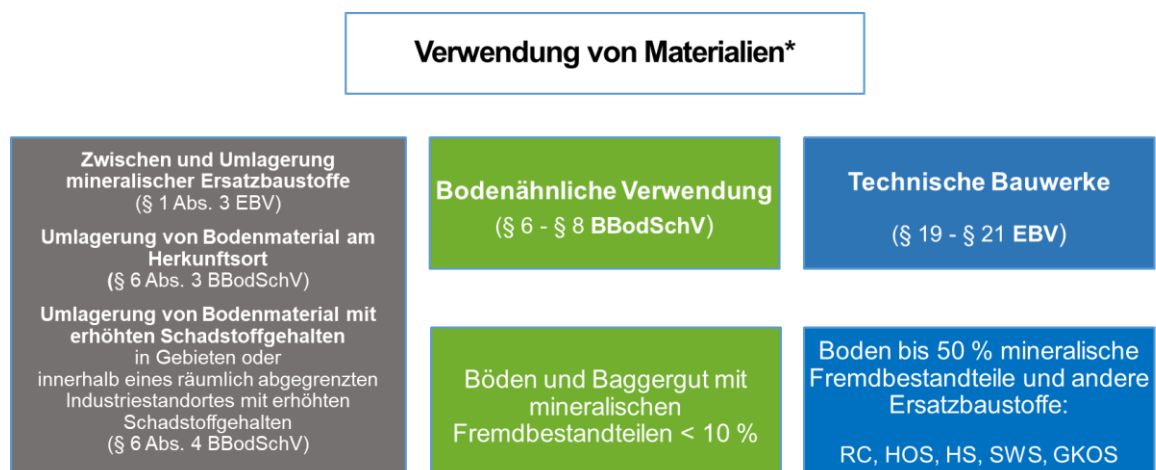 Verwendung von Materialien*
Zwischen und Umlagerung
mineralischer Ersatzbaustoffe
(§ 1 Abs. 3 EBV)
Umlagerung von Bodenmaterial am
Herkunftsort
(§ 6 Abs. 3 BBodSchV)
Umlagerung von Bodenmaterial mit
erhöhten Schadstoffgehalten
in Gebieten oder
innerhalb eines räumlich abgegrenzten
Industriestandortes mit erhöhten
Schadstoffgehalten
(§ 6 Abs. 4 BBodSchV)
Bodenähnliche Verwendung
(§ 6 - § 8 BBodSchV)
Böden und Baggergut mit
mineralischen
Fremdbestandteilen < 10 %
Technische Bauwerke
(§ 19 - § 21 EBV)
Boden bis 50 % mineralische
Fremdbestandteile und andere
Ersatzbaustoffe:
RC, HOS, HS, SWS, GKOS